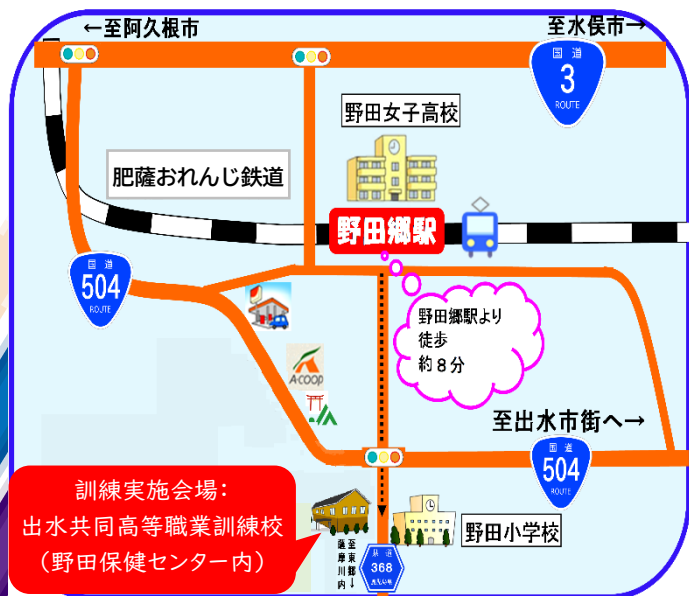 ←至阿久根市
至水俣市→
国道
3
ROUTE
野田女子高校
肥薩おれんじ鉄道
野田郷駅
国道
504
ROUTE
野田郷駅より
徒歩
約8分
A-COOP
JA
至出水市街へ→
国道
504
ROUTE
訓練実施会場:
出水共同高等職業訓練校
(野田保健センター内)
野田小学校
至東郷↓
薩摩川内
県道
368